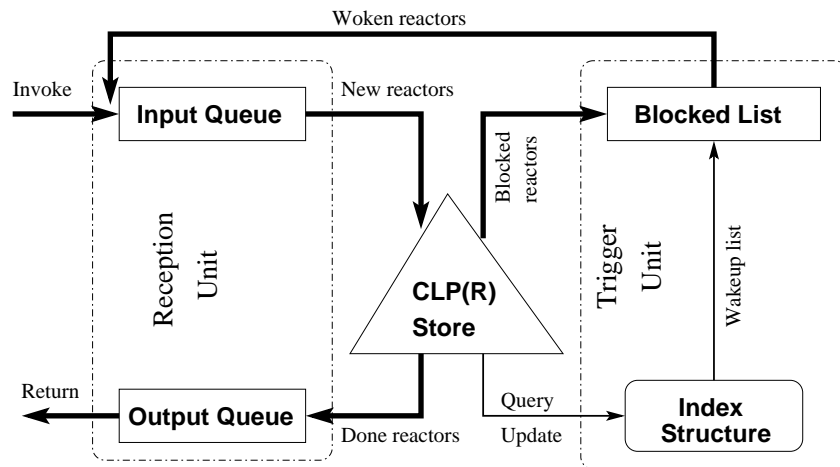 Woken reactors
Invoke
Input Queue
New reactors
Blocked
reactors
Blocked List
Reception
Unit
CLP(R)
Store
Trigger
Unit
Wakeup list
Return
Output Queue
Done reactors
Query
Update
Index
Structure